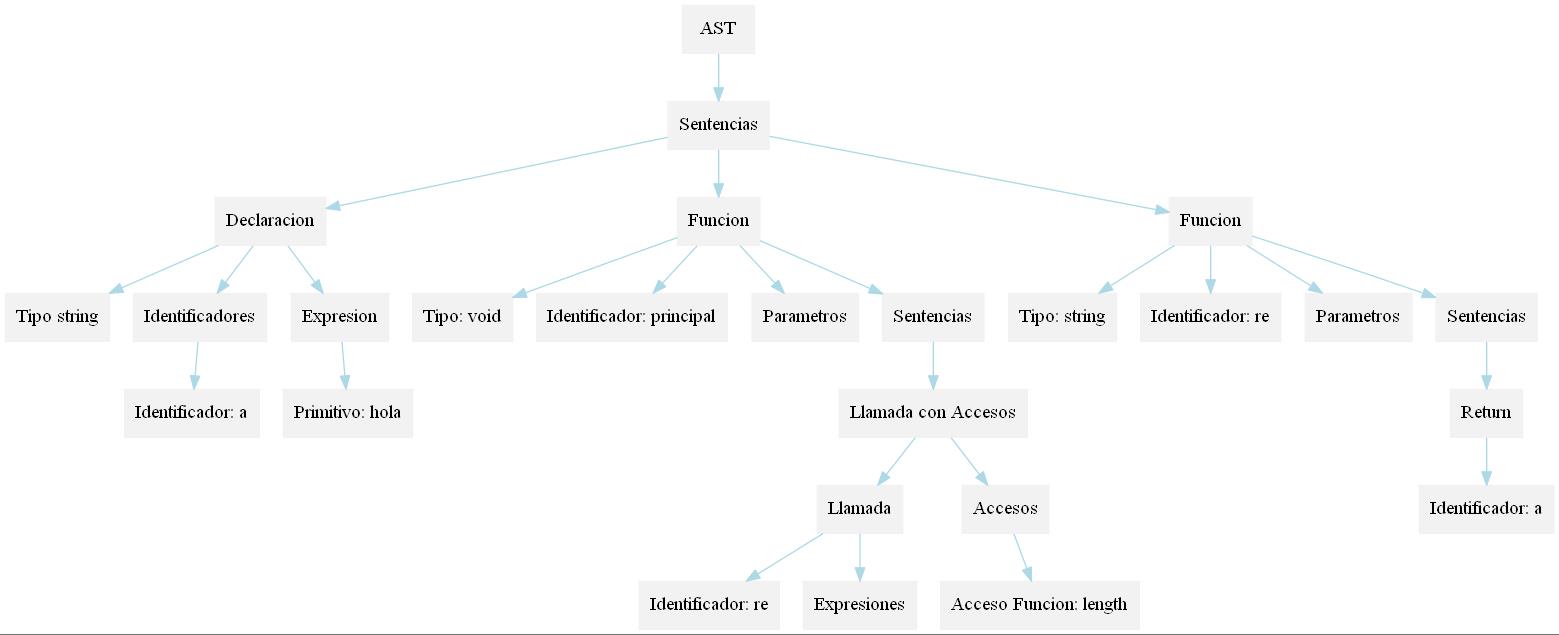 AST
Sentencias
Declaracion
Funcion
Funcion
Tipo string
Identificadores
Expresion
Tipo: void
Identificador: principal
Parametros
Sentencias
Tipo: string
Identificador: re
Parametros
Sentencias
Identificador: a
Primitivo: hola
Llamada con Accesos
Return
Llamada
Accesos
Identificador: a
Identificador: re
Expresiones
Acceso Funcion: length